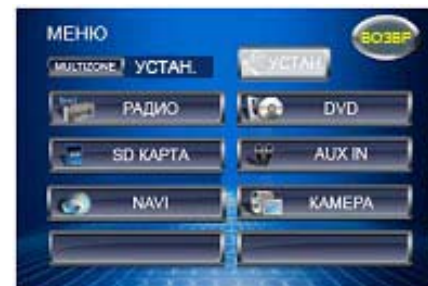 МЕНЮ
ВОЗВР
MULTIZONE УСТАН.
УСТАН.
РАДИО
DVD
SD КАРТА
AUX IN
NAVI
КАМЕРА